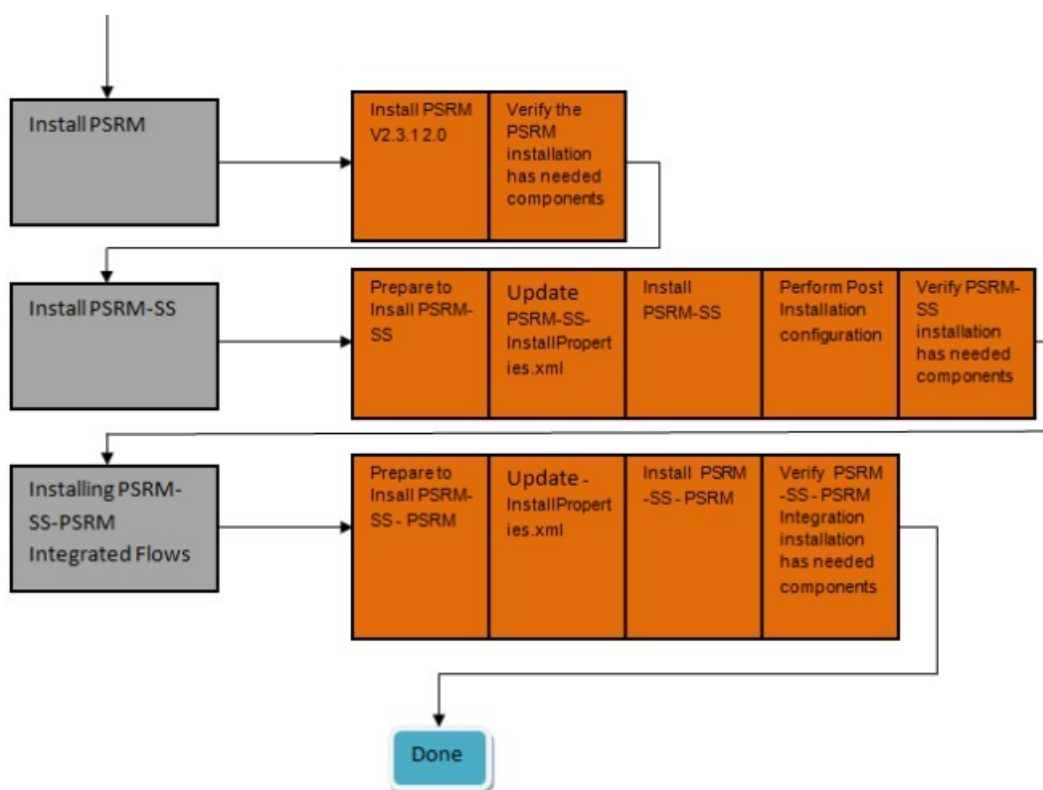 Install PSRM
Install PSRM
V2.3.1 2.0
Verify the
PSRM
installation
has needed
components
Install PSRM-SS
Prepare to
Insall PSRM-
SS
Update
PSRM-SS-
InstallPropert
ies.xml
Install
PSRM-SS
Perform Post
Installation
configuration
Verify PSRM-
SS
installation
has needed
components
Installing PSRM-
SS-PSRM
Integrated Flows
Prepare to
Insall PSRM-
SS - PSRM
Update -
InstallPropert
ies.xml
Install PSRM
-SS - PSRM
Verify PSRM
-SS - PSRM
Integration
installation
has needed
components
Done